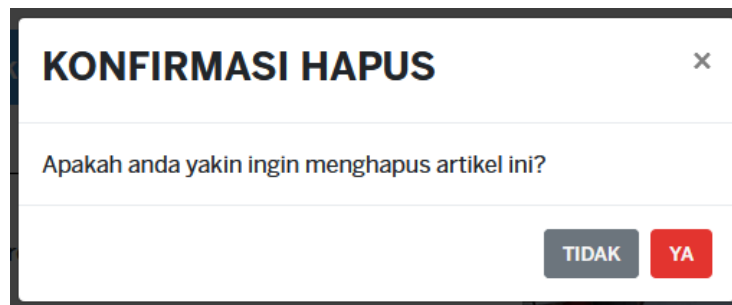 KONFIRMASI HAPUS ×
Apakah anda yakin ingin menghapus artikel ini?
TIDAK YA